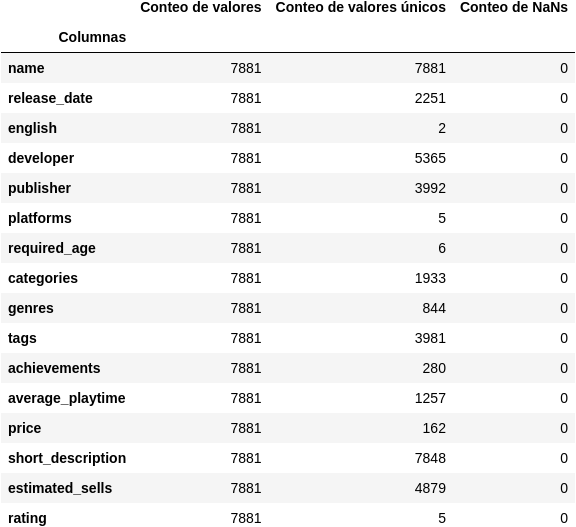 Conteo de valores Conteo de valores únicos Conteo de NaNs
Columnas
name 7881 7881 0
release_date 7881 2251 0
english 7881 2 0
developer 7881 5365 0
publisher 7881 3992 0
platforms 7881 5 0
required_age 7881 6 0
categories 7881 1933 0
genres 7881 844 0
tags 7881 3981 0
achievements 7881 280 0
average_playtime 7881 1257 0
price 7881 162 0
short_description 7881 7848 0
estimated_sells 7881 4879 0
rating 7881 5 0